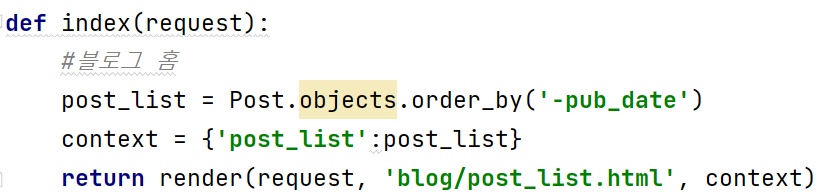 def index(request):
    #블로그 홈
    post_list = Post.objects.order_by('-pub_date')
    context = {'post_list':post_list}
    return render(request, 'blog/post_list.html', context)